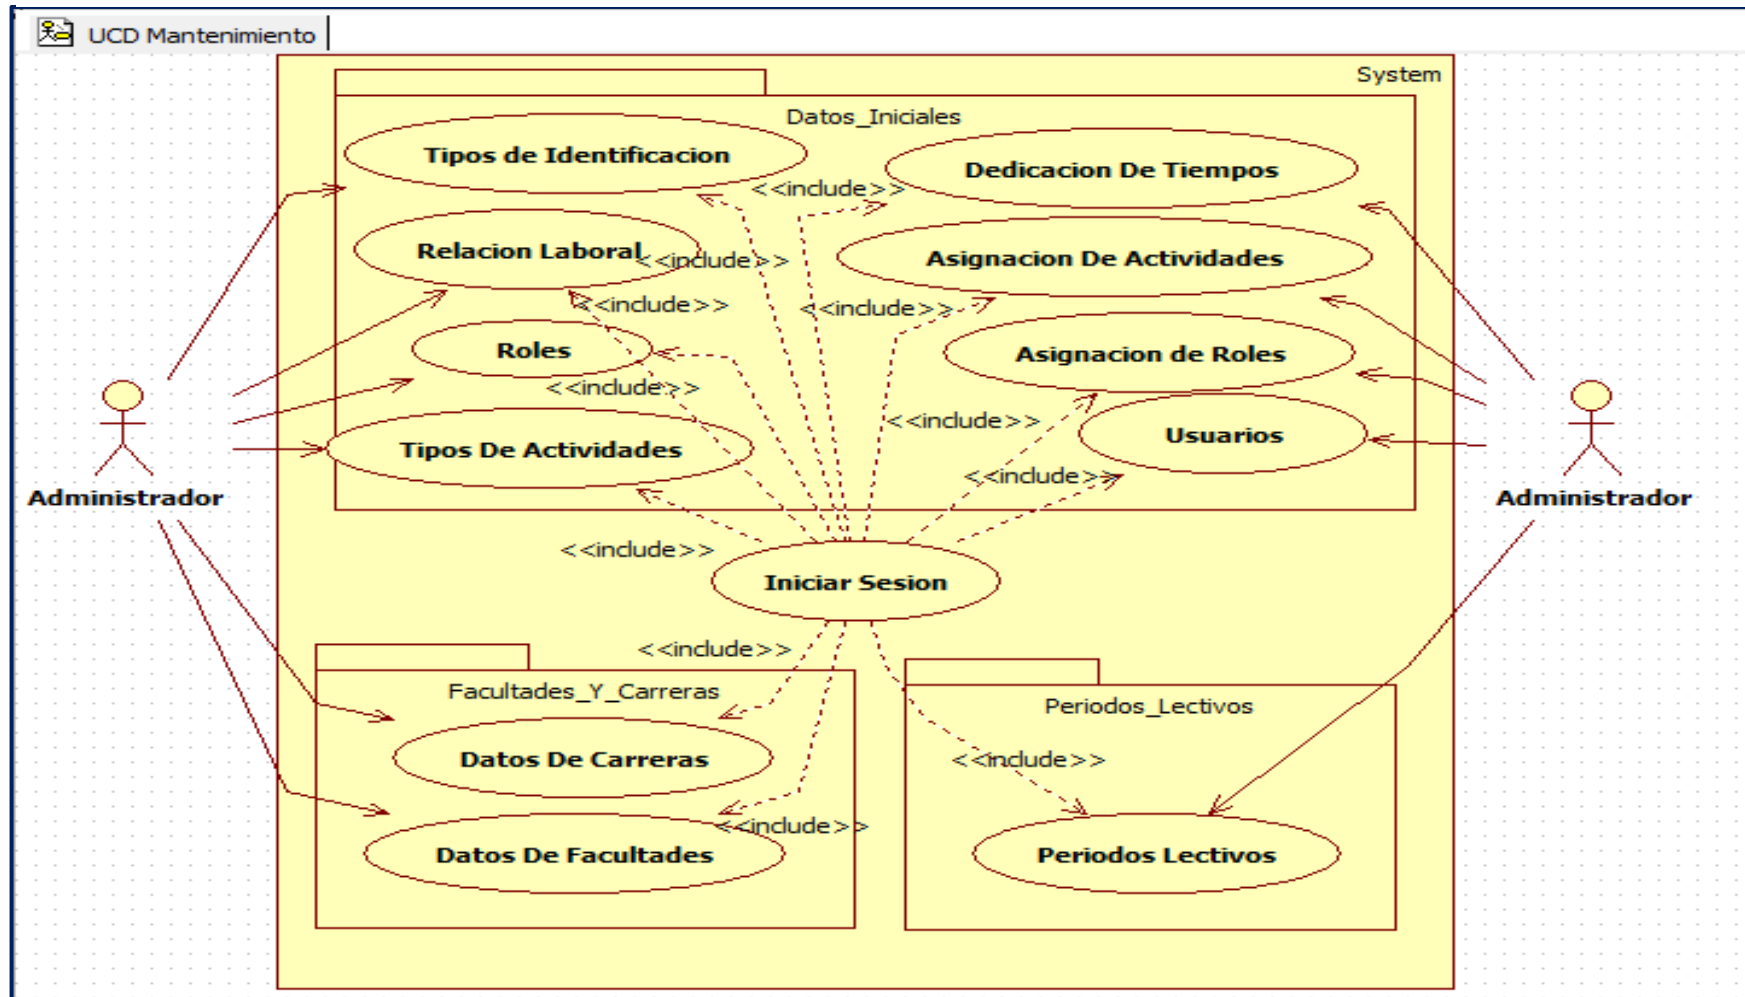 UCD Mantenimiento
System
Datos_Iniciales
Tipos de Identificacion
Dedicacion De Tiempos
<<include>>
Relacion Laboral
<<include>>
Asignacion De Actividades
<<include>>
<<include>>
Roles
Asignacion de Roles
<<include>>
<<include>>
Tipos De Actividades
Usuarios
<<include>>
Administrador
Administrador
<<include>>
Iniciar Sesion
<<include>>
Facultades_Y_Carreras
Periodos_Lectivos
Datos De Carreras
<<include>>
<<include>>
Datos De Facultades
Periodos Lectivos